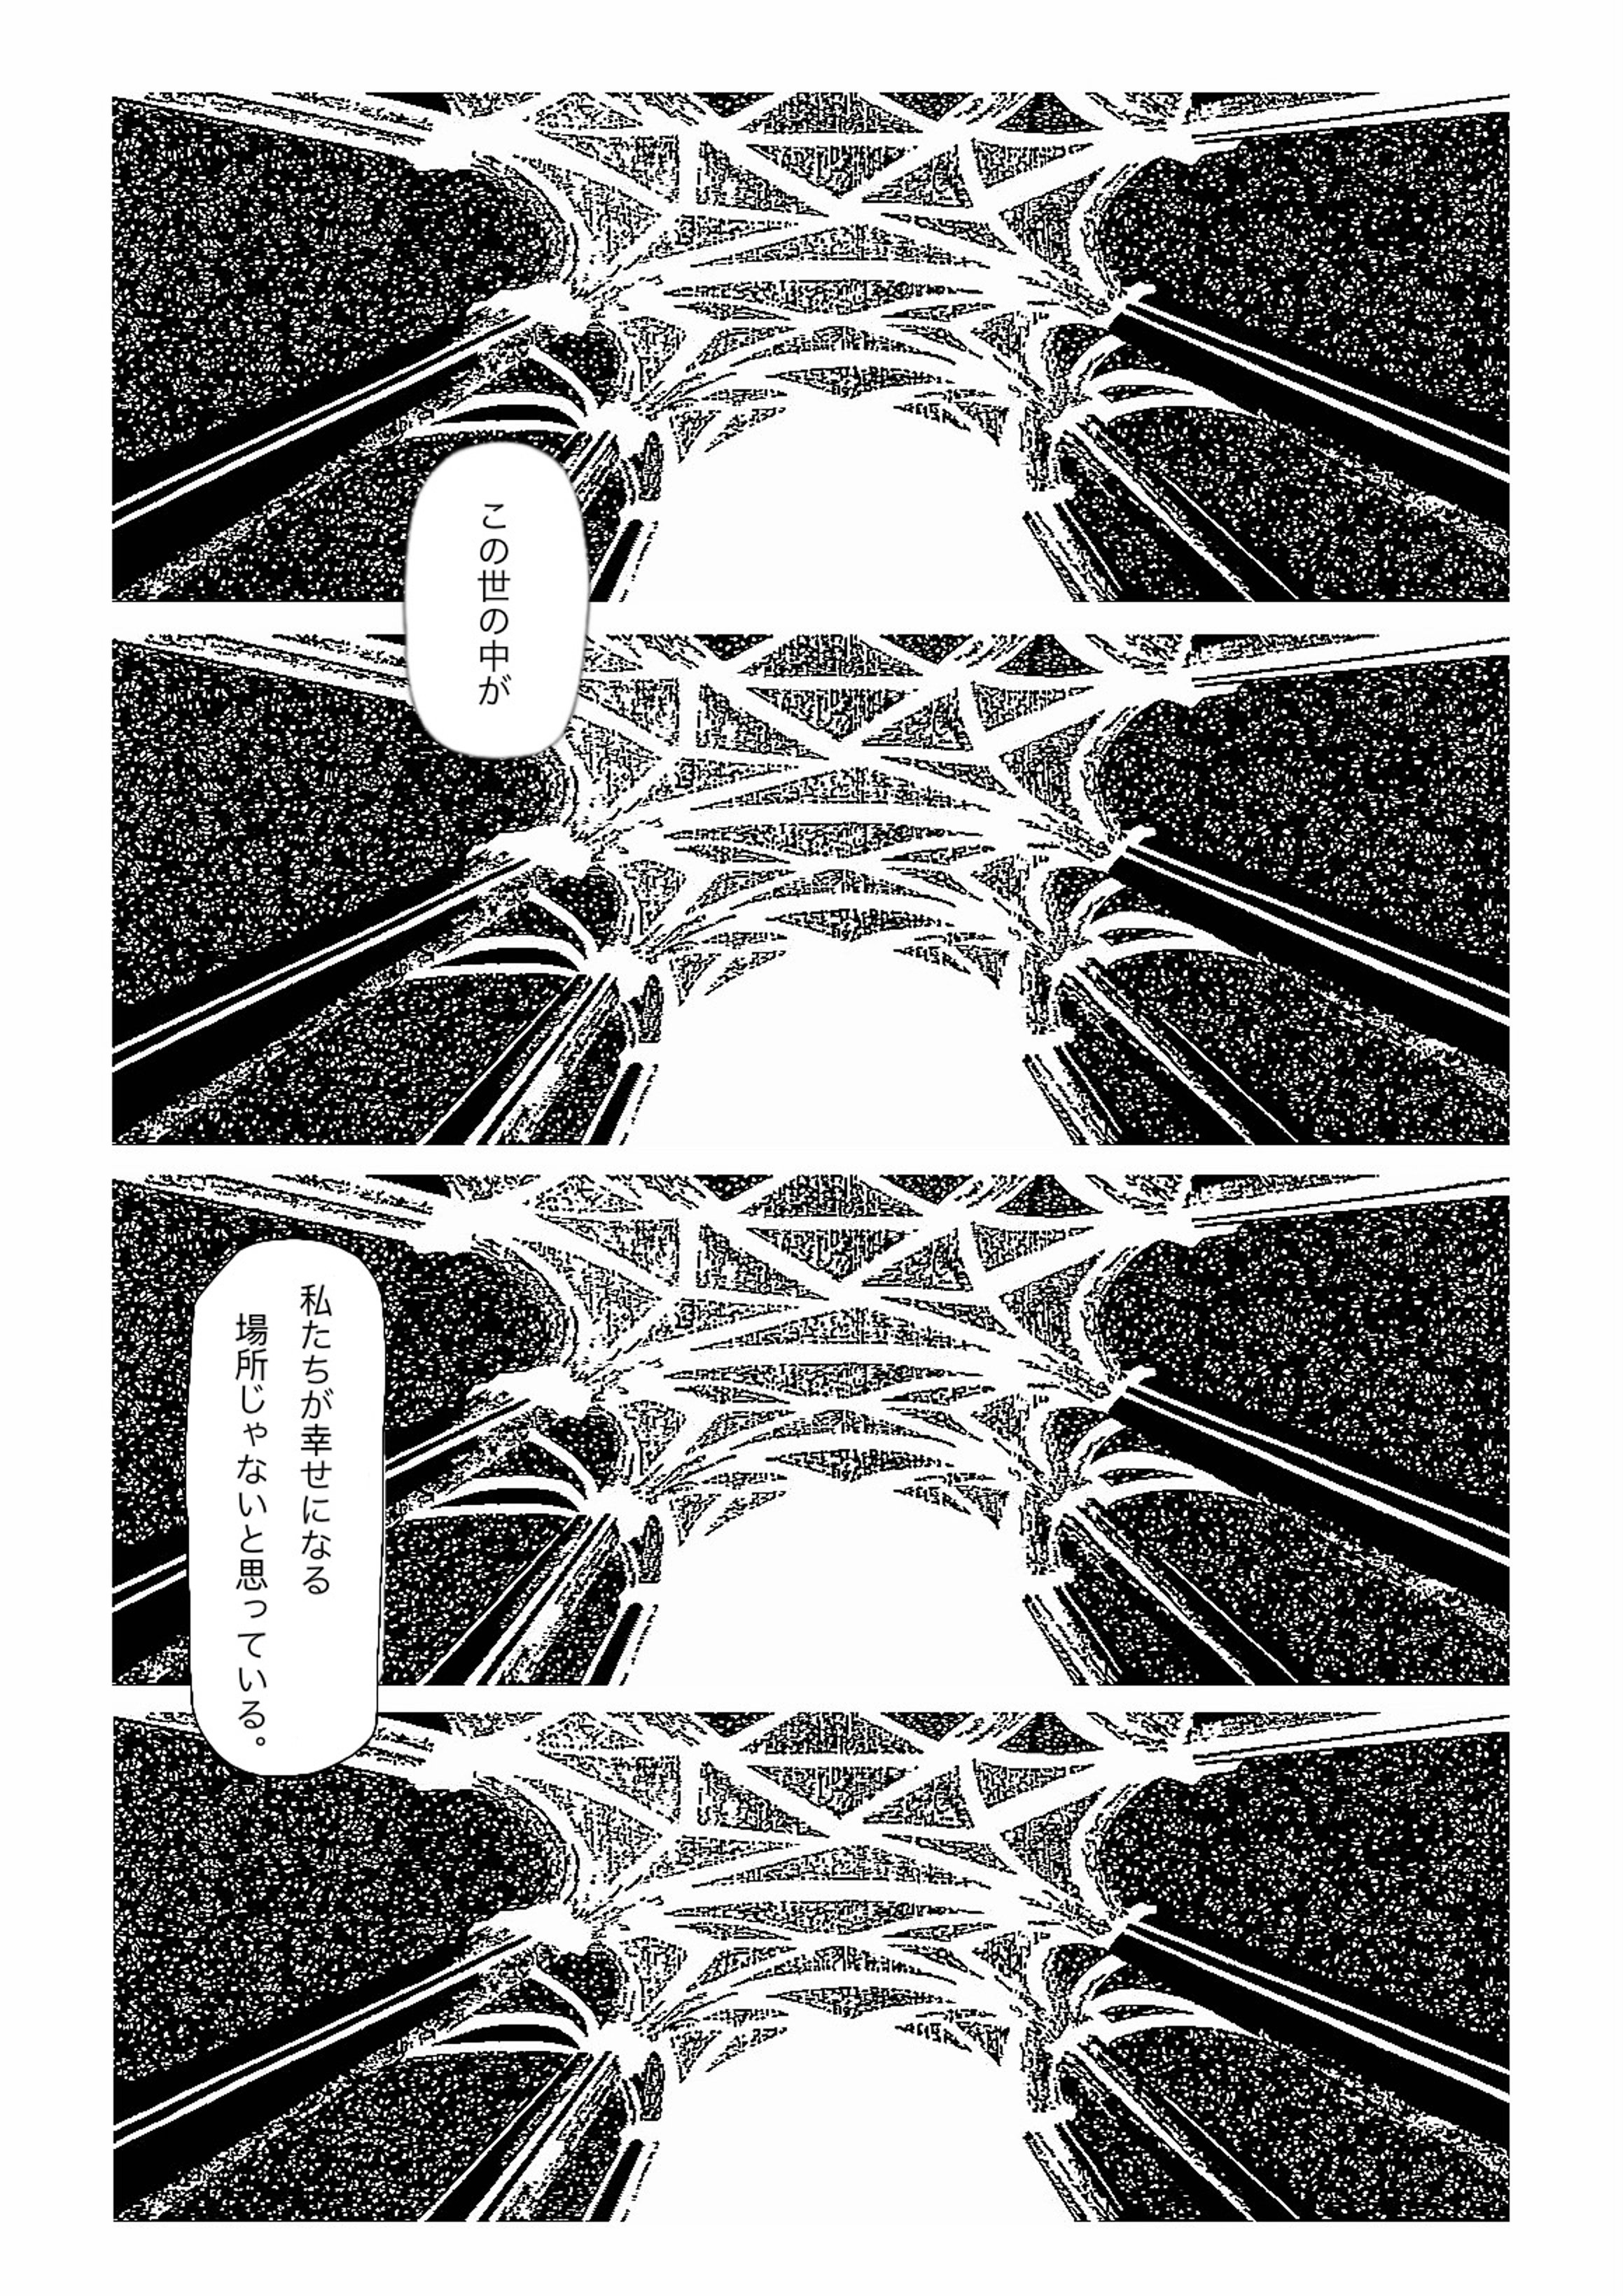 この世の中が
私たちが幸せになる
場所じゃないと思っている。